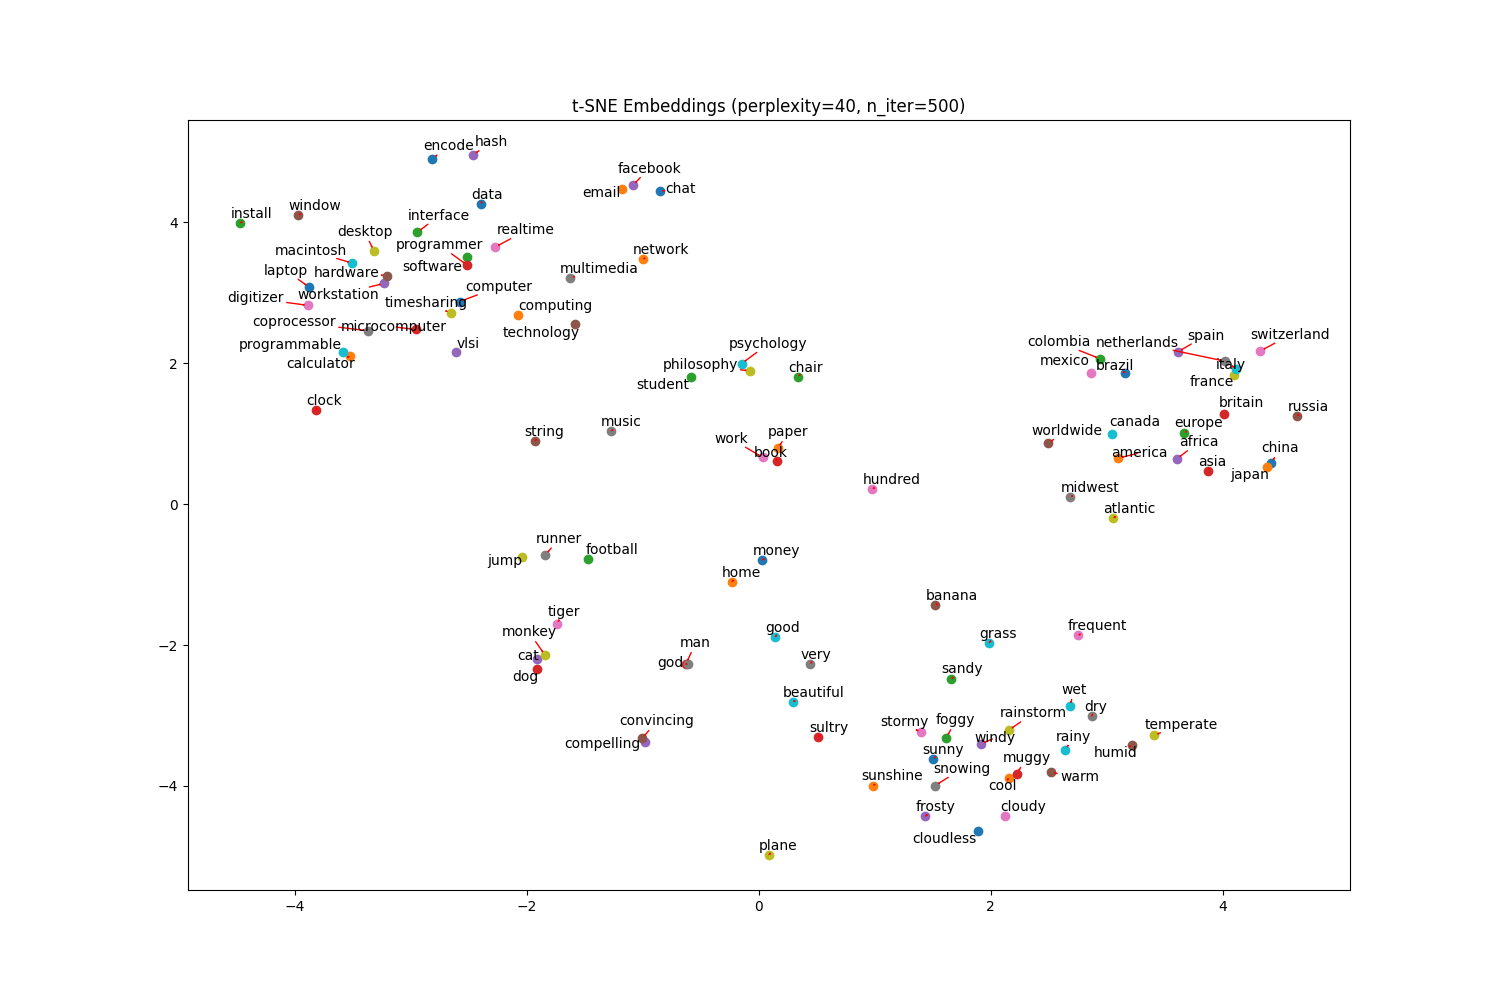 t-SNE Embeddings (perplexity=40, n_iter=500)
encode
hash
facebook
email
chat
data
install
window
interface
desktop
realtime
programmer
macintosh
network
software
multimedia
laptop
hardware
workstation
computer
digitizer
timesharing
computing
coprocessor
microcomputer
technology
programmable
vlsi
calculator
psychology
philosophy
chair
student
colombia
netherlands
spain
switzerland
mexico
brazil
italy
france
clock
britain
russia
string
music
work
paper
book
worldwide
canada
europe
america
africa
china
asia
japan
hundred
midwest
atlantic
runner
jump
football
money
home
banana
tiger
monkey
cat
dog
man
god
good
very
grass
frequent
sandy
beautiful
wet
dry
convincing
compelling
sultry
stormy
foggy
rainstorm
windy
rainy
temperate
humid
sunny
muggy
snowing
sunshine
cool
warm
frosty
cloudy
cloudless
plane
4
2
0
−2
−4
−4
−2
0
2
4